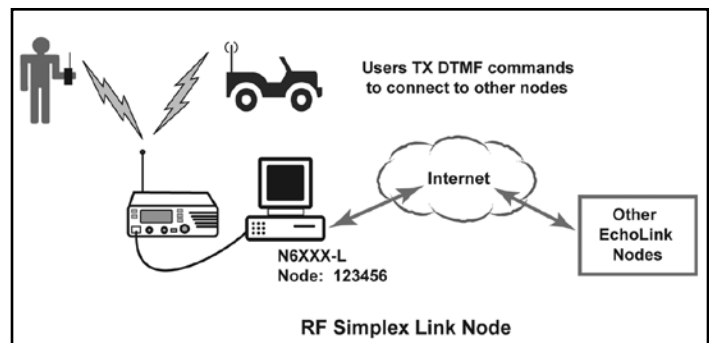 Users TX DTMF commands
to connect to other nodes
Internet
Other
EchoLink
Nodes
N6XXX-L
Node: 123456
RF Simplex Link Node